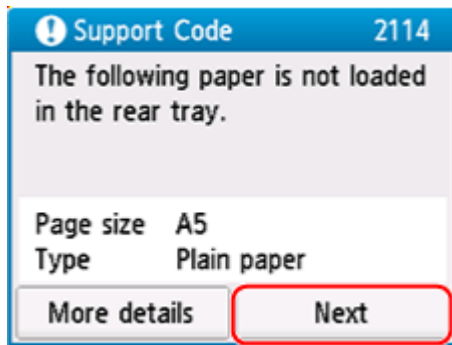 Support Code 2114
The following paper is not loaded
in the rear tray.
Page size A5
Type Plain paper
More details Next